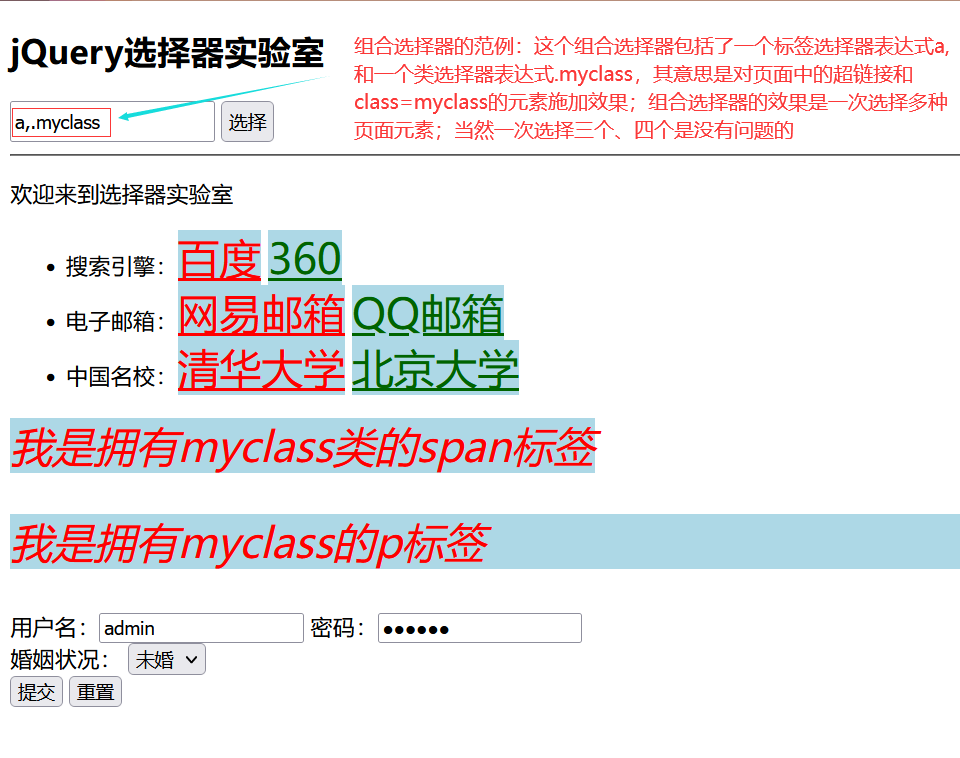 jQuery选择器实验室
组合选择器的范例：这个组合选择器包括了一个标签选择器表达式a,
和一个类选择器表达式.myclass，其意思是对页面中的超链接和
class=myclass的元素施加效果；组合选择器的效果是一次选择多种
页面元素；当然一次选择三个、四个是没有问题的
a,.myclass 选择
欢迎来到选择器实验室
• 搜索引擎：百度 360
• 电子邮箱：网易邮箱 QQ邮箱
• 中国名校：清华大学 北京大学
我是拥有myclass类的span标签
我是拥有myclass的p标签
用户名：admin 密码：●●●●●●
婚姻状况： 未婚
提交 重置